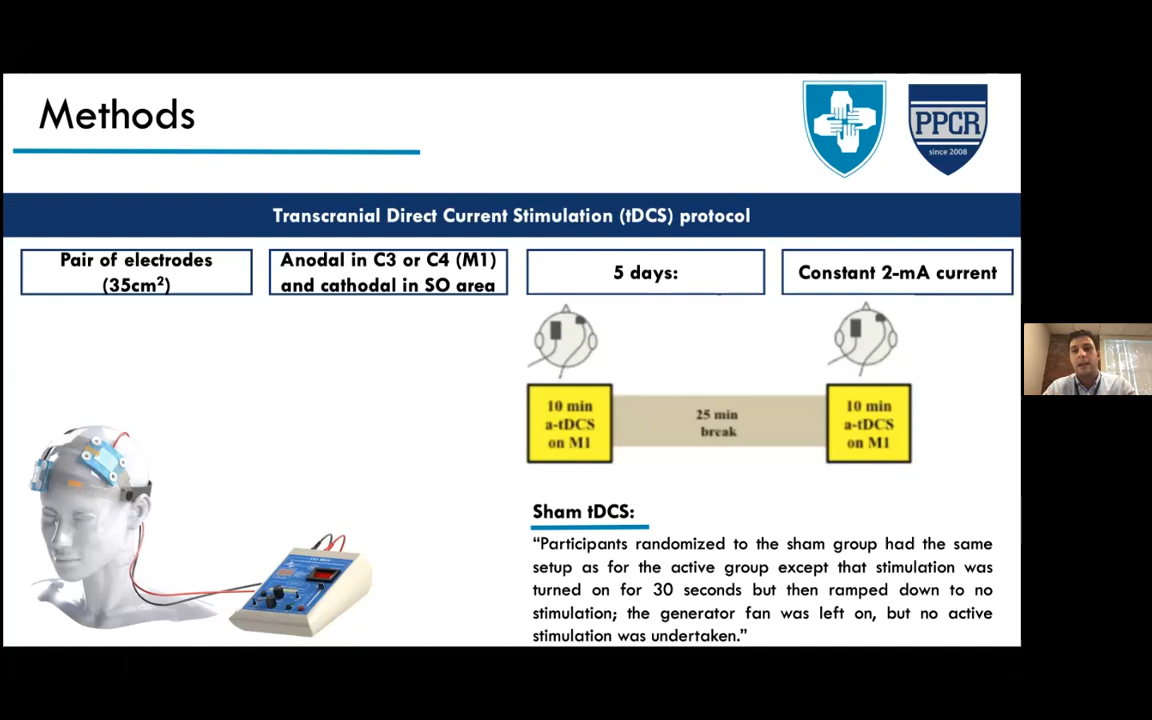 Methods
PPCR
since 2008
Transcranial Direct Current Stimulation (tDCS) protocol
Pair of electrodes
(35cm²)
Anodal in C3 or C4 (M1)
and cathodal in SO area
5 days:
Constant 2-mA current
10 min
a-tDCS
on M1
25 min
break
10 min
a-tDCS
on M1
Sham tDCS:
“Participants randomized to the sham group had the same
setup as for the active group except that stimulation was
turned on for 30 seconds but then ramped down to no
stimulation; the generator fan was left on, but no active
stimulation was undertaken.”